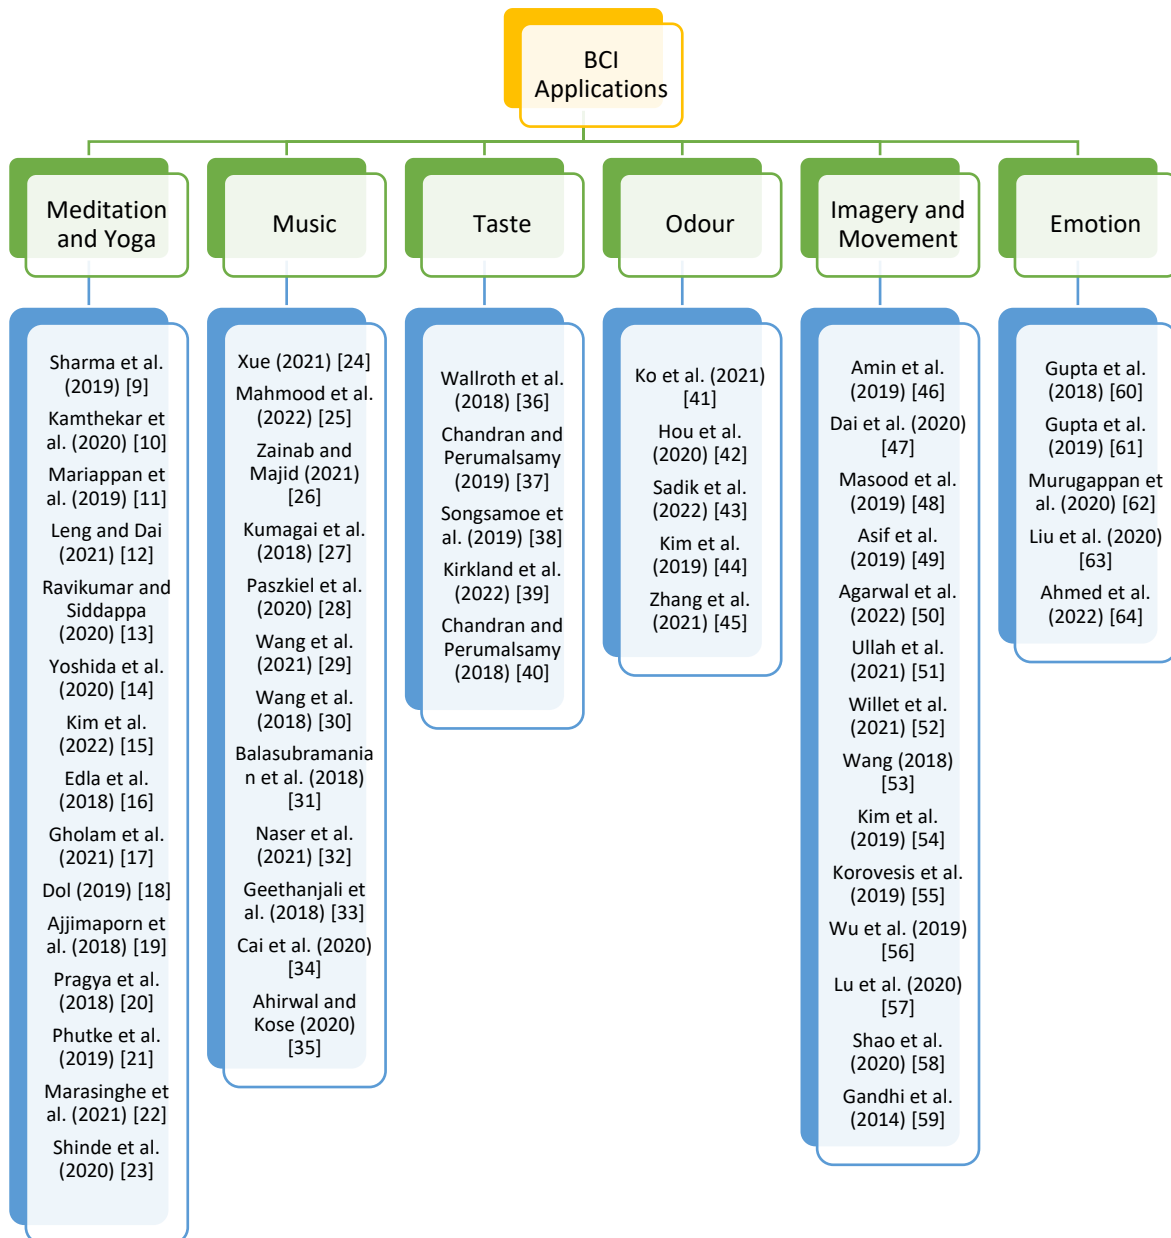 BCI
Applications
Meditation
and Yoga
Music
Taste
Odour
Imagery and
Movement
Emotion
Sharma et al.
(2019) [9]
Kamthekar
et al. (2020) [10]
Mariappan et
al. (2019) [11]
Leng and Dai
(2021) [12]
Ravikumar and
Siddappa
(2020) [13]
Yoshida et al.
(2020) [14]
Kim et al.
(2022) [15]
Edla et al.
(2018) [16]
Gholam et al.
(2021) [17]
Dol (2019) [18]
Ajjimaporn et
al. (2018) [19]
Pragya et al.
(2018) [20]
Phutke et al.
(2019) [21]
Marasinghe et
al. (2021) [22]
Shinde et al.
(2020) [23]
Xue (2021) [24]
Mahmood et al.
(2022) [25]
Zainab and
Majid (2021)
[26]
Kumagai et al.
(2018) [27]
Paszkiel et al.
(2020) [28]
Wang et al.
(2021) [29]
Wang et al.
(2018) [30]
Balasubramania
n et al. (2018)
[31]
Naser et al.
(2021) [32]
Geethanjali et
al. (2018) [33]
Cai et al. (2020)
[34]
Ahirwal and
Kose (2020)
[35]
Wallroth et al.
(2018) [36]
Chandran and
Perumalsamy
(2019) [37]
Songsamoe et
al. (2019) [38]
Kirkland et al.
(2022) [39]
Chandran and
Perumalsamy
(2018) [40]
Ko et al. (2021)
[41]
Hou et al.
(2020) [42]
Sadik et al.
(2022) [43]
Kim et al.
(2019) [44]
Zhang et al.
(2021) [45]
Amin et al.
(2019) [46]
Dai et al. (2020)
[47]
Masood et al.
(2019) [48]
Asif et al.
(2019) [49]
Agarwal et al.
(2022) [50]
Ullah et al.
(2021) [51]
Willet et al.
(2021) [52]
Wang (2018)
[53]
Kim et al.
(2019) [54]
Korovesis et al.
(2019) [55]
Wu et al. (2019)
[56]
Lu et al. (2020)
[57]
Shao et al.
(2020) [58]
Gandhi et al.
(2014) [59]
Gupta et al.
(2018) [60]
Gupta et al.
(2019) [61]
Murugappan et
al. (2020) [62]
Liu et al. (2020)
[63]
Ahmed et al.
(2022) [64]